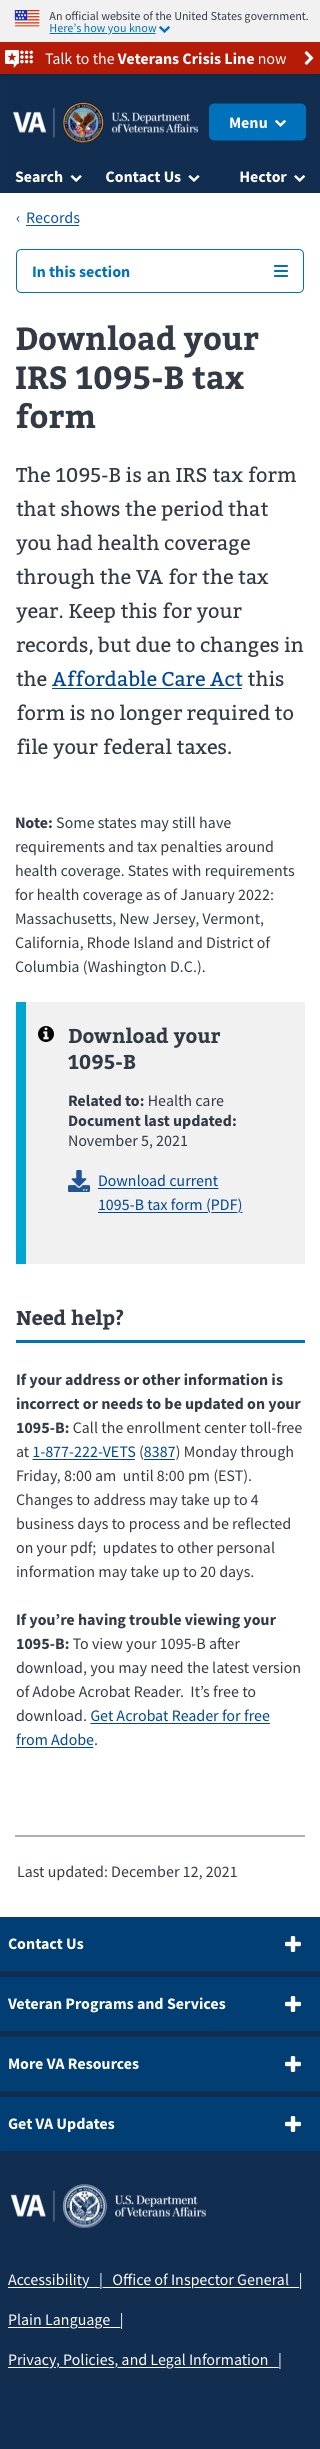 An official website of the United States government.
Here's how you know
Talk to the Veterans Crisis Line now
VA
U.S. Department
of Veterans Affairs
Menu
Search
Contact Us
Hector
‹ Records
In this section
Download your
IRS 1095-B tax
form
The 1095-B is an IRS tax form
that shows the period that
you had health coverage
through the VA for the tax
year. Keep this for your
records, but due to changes in
the Affordable Care Act this
form is no longer required to
file your federal taxes.
Note: Some states may still have
requirements and tax penalties around
health coverage. States with requirements
for health coverage as of January 2022:
Massachusetts, New Jersey, Vermont,
California, Rhode Island and District of
Columbia (Washington D.C.).
Download your
1095-B
Related to: Health care
Document last updated:
November 5, 2021
Download current
1095-B tax form (PDF)
Need help?
If your address or other information is
incorrect or needs to be updated on your
1095-B: Call the enrollment center toll-free
at 1-877-222-VETS (8387) Monday through
Friday, 8:00 am  until 8:00 pm (EST).
Changes to address may take up to 4
business days to process and be reflected
on your pdf;  updates to other personal
information may take up to 20 days.
If you’re having trouble viewing your
1095-B: To view your 1095-B after
download, you may need the latest version
of Adobe Acrobat Reader.  It’s free to
download. Get Acrobat Reader for free
from Adobe.
Last updated: December 12, 2021
Contact Us
Veteran Programs and Services
More VA Resources
Get VA Updates
VA
U.S. Department
of Veterans Affairs
Accessibility | Office of Inspector General |
Plain Language |
Privacy, Policies, and Legal Information |